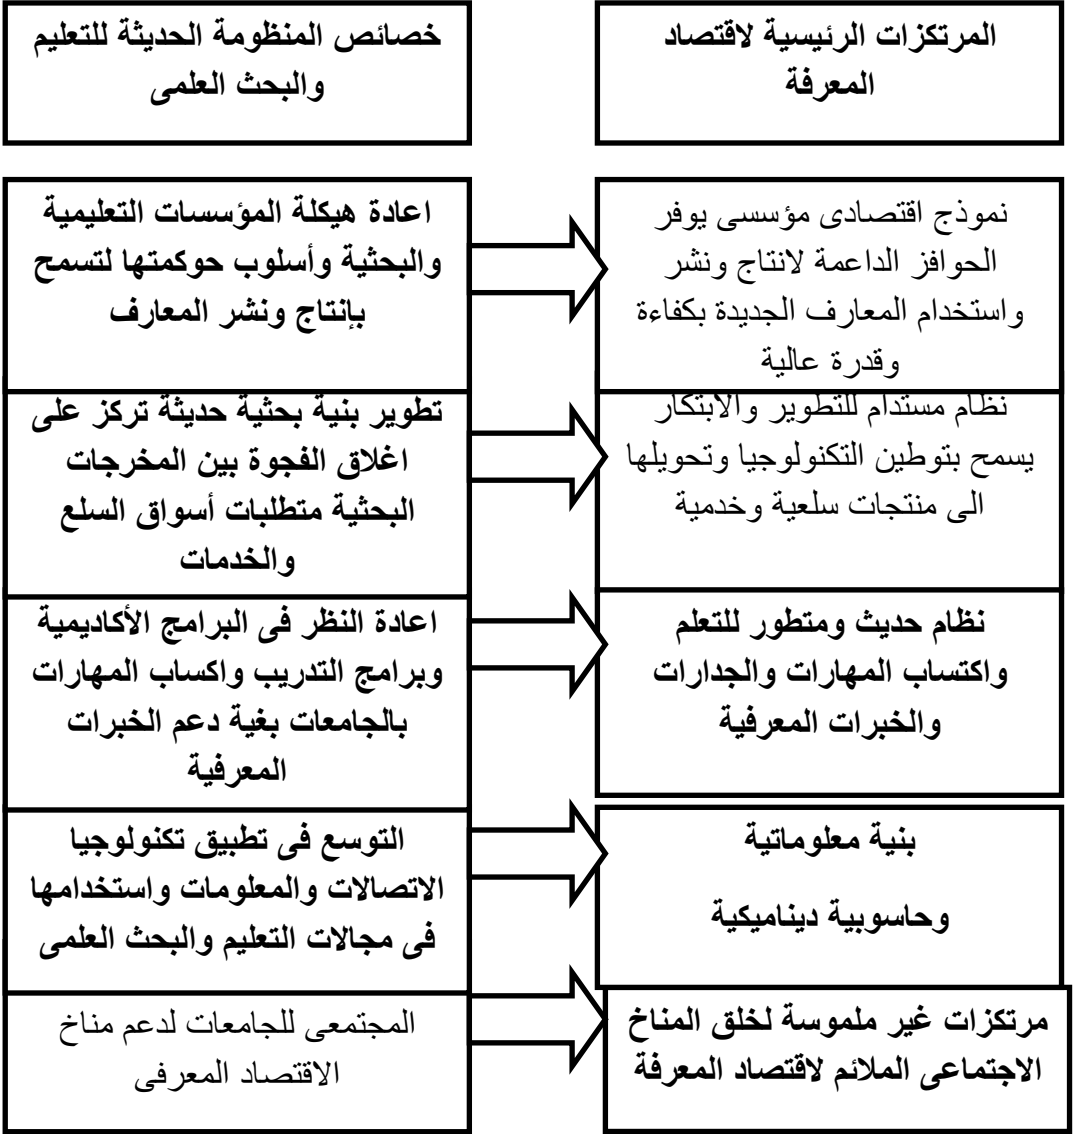 المرتكزات الرئيسية لاقتصاد
المعرفة
خصائص المنظومة الحديثة للتعليم
والبحث العلمى
نموذج اقتصادى مؤسسى يوفر
الحوافز الداعمة لانتاج ونشر
واستخدام المعارف الجديدة بكفاءة
وقدرة عالية
اعادة هيكلة المؤسسات التعليمية
والبحثية وأسلوب حوكمتها لتسمح
بإنتاج ونشر المعارف
نظام مستدام للتطوير والابتكار
يسمح بتوطين التكنولوجيا وتحويلها
الى منتجات سلعية وخدمية
تطوير بنية بحثية حديثة تركز على
اغلاق الفجوة بين المخرجات
البحثية متطلبات أسواق السلع
والخدمات
نظام حديث ومتطور للتعلم
واكتساب المهارات والجدارات
والخبرات المعرفية
اعادة النظر فى البرامج الأكاديمية
وبرامج التدريب واكساب المهارات
بالجامعات بغية دعم الخبرات
المعرفية
بنية معلوماتية
وحاسوبية ديناميكية
التوسع فى تطبيق تكنولوجيا
الاتصالات والمعلومات واستخدامها
فى مجالات التعليم والبحث العلمى
مرتكزات غير ملموسة لخلق المناخ
الاجتماعى الملائم لاقتصاد المعرفة
المجتمعى للجامعات لدعم مناخ
الاقتصاد المعرفى